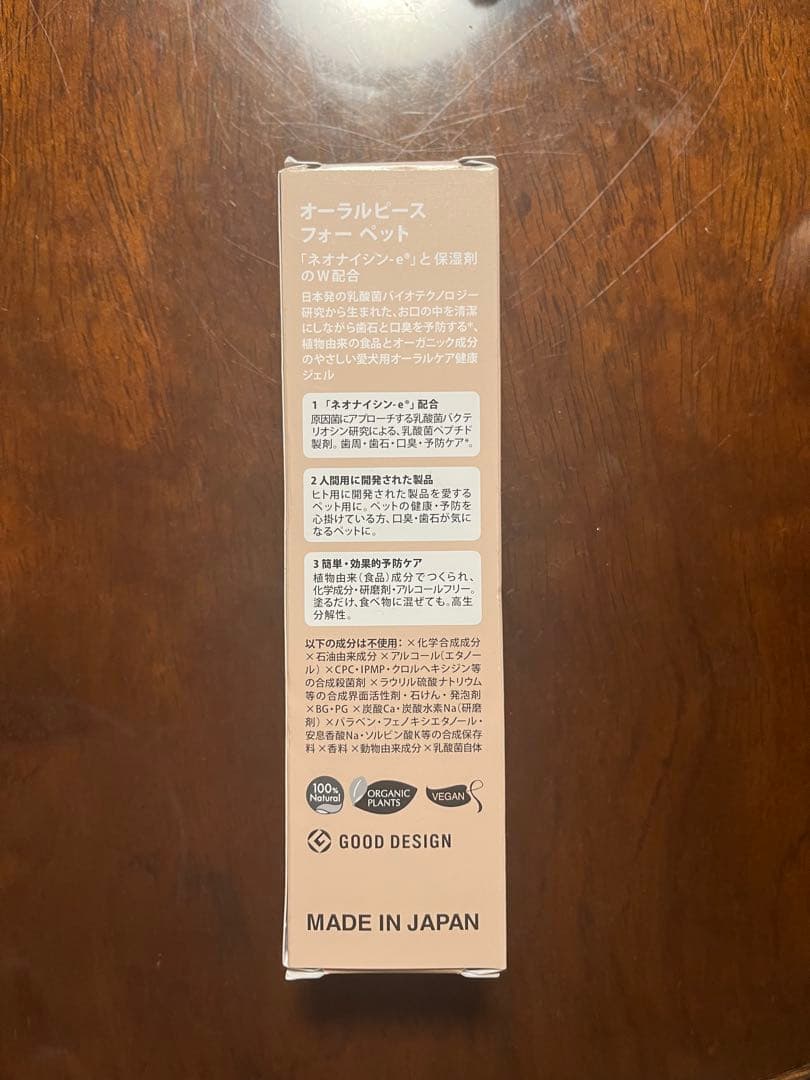 オーラルピース
フォー ペット
「ネオナイシン-e®」と保湿剤
のW配合
日本発の乳酸菌バイオテクノロジー
研究から生まれた、お口の中を清潔
にしながら歯石と口臭を予防する*、
植物由来の食品とオーガニック成分
のやさしい愛犬用オーラルケア健康
ジェル
1 「ネオナイシン-e®」配合
原因菌にアプローチする乳酸菌バクテ
リオシン研究による、乳酸菌ペプチド
製剤。歯周・歯石・口臭・予防ケア*。
2 人間用に開発された製品
ヒト用に開発された製品を愛する
ペット用に。ペットの健康・予防を
心掛けている方、口臭・歯石が気に
なるペットに。
3 簡単・効果的予防ケア
植物由来(食品)成分でつくられ、
化学成分・研磨剤・アルコールフリー。
塗るだけ、食べ物に混ぜても。高生
分解性。
以下の成分は不使用：×化学合成成分
×石油由来成分 ×アルコール(エタノー
ル) ×CPC・IPMP・クロルヘキシジン等
の合成殺菌剤 ×ラウリル硫酸ナトリウム
等の合成界面活性剤・石けん・発泡剤
×BG・PG ×炭酸Ca・炭酸水素Na(研磨
剤) ×パラベン・フェノキシエタノール・
安息香酸Na・ソルビン酸K等の合成保存
料 ×香料 ×動物由来成分 ×乳酸菌自体
100%
Natural
ORGANIC
PLANTS
VEGAN
GOOD DESIGN
MADE IN JAPAN